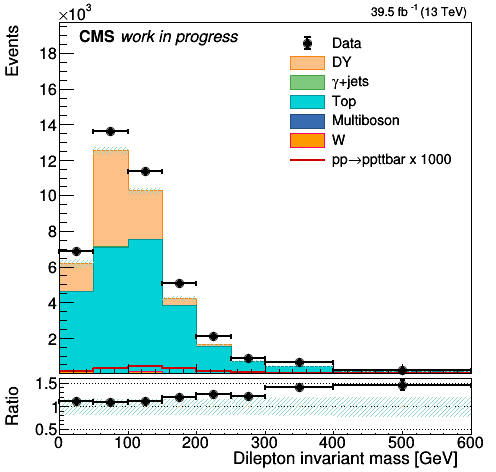 ×10³
39.5 fb⁻¹ (13 TeV)
CMS work in progress
Events
18
16
14
12
10
8
6
4
2
Data
DY
γ+jets
Top
Multiboson
W
pp→ppttbar x 1000
Ratio
1.5
1
0.5
0 100 200 300 400 500 600
Dilepton invariant mass [GeV]